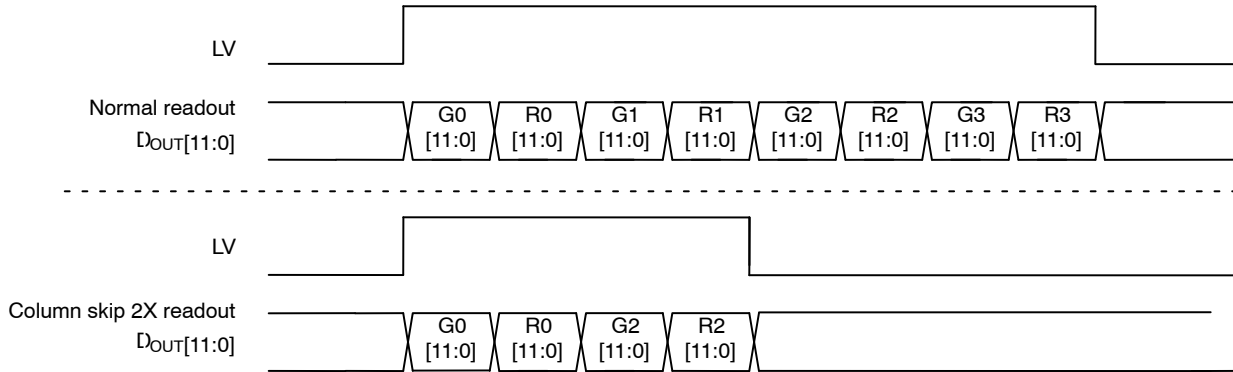 LV
Normal readout
DOUT[11:0]
G0 R0 G1 R1 G2 R2 G3 R3
[11:0] [11:0] [11:0] [11:0] [11:0] [11:0] [11:0] [11:0]
LV
Column skip 2X readout
DOUT[11:0]
G0 R0 G2 R2
[11:0] [11:0] [11:0] [11:0]